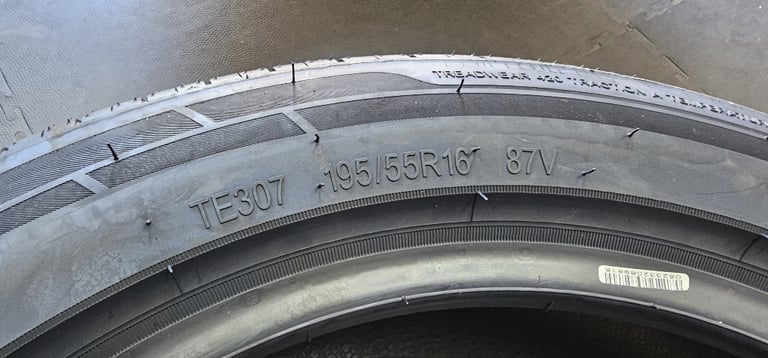 TREADWEAR 420 TRACTION A TEMPERATURE
TE307 195/55R16 87V